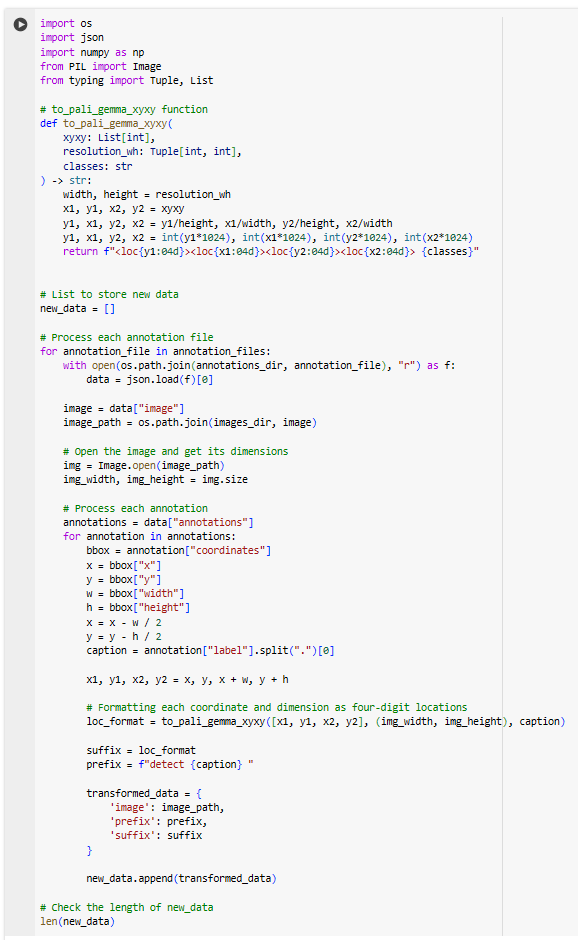 import os
import json
import numpy as np
from PIL import Image
from typing import Tuple, List

# to_pali_gemma_xyxy function
def to_pali_gemma_xyxy(
    xyxy: List[int],
    resolution_wh: Tuple[int, int],
    classes: str
) -> str:
    width, height = resolution_wh
    x1, y1, x2, y2 = xyxy
    y1, x1, y2, x2 = y1/height, x1/width, y2/height, x2/width
    y1, x1, y2, x2 = int(y1*1024), int(x1*1024), int(y2*1024), int(x2*1024)
    return f"<loc{y1:04d}><loc{x1:04d}><loc{y2:04d}><loc{x2:04d}> {classes}"


# List to store new data
new_data = []

# Process each annotation file
for annotation_file in annotation_files:
    with open(os.path.join(annotations_dir, annotation_file), "r") as f:
        data = json.load(f)[0]

    image = data["image"]
    image_path = os.path.join(images_dir, image)

    # Open the image and get its dimensions
    img = Image.open(image_path)
    img_width, img_height = img.size

    # Process each annotation
    annotations = data["annotations"]
    for annotation in annotations:
        bbox = annotation["coordinates"]
        x = bbox["x"]
        y = bbox["y"]
        w = bbox["width"]
        h = bbox["height"]
        x = x - w / 2
        y = y - h / 2
        caption = annotation["label"].split(".")[0]

        x1, y1, x2, y2 = x, y, x + w, y + h

        # Formatting each coordinate and dimension as four-digit locations
        loc_format = to_pali_gemma_xyxy([x1, y1, x2, y2], (img_width, img_height), caption)

        suffix = loc_format
        prefix = f"detect {caption} "

        transformed_data = {
            'image': image_path,
            'prefix': prefix,
            'suffix': suffix
        }

        new_data.append(transformed_data)

# Check the length of new_data
len(new_data)